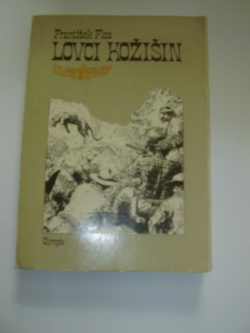 František Flos
LOVCI KOŽIŠIN
Olympia